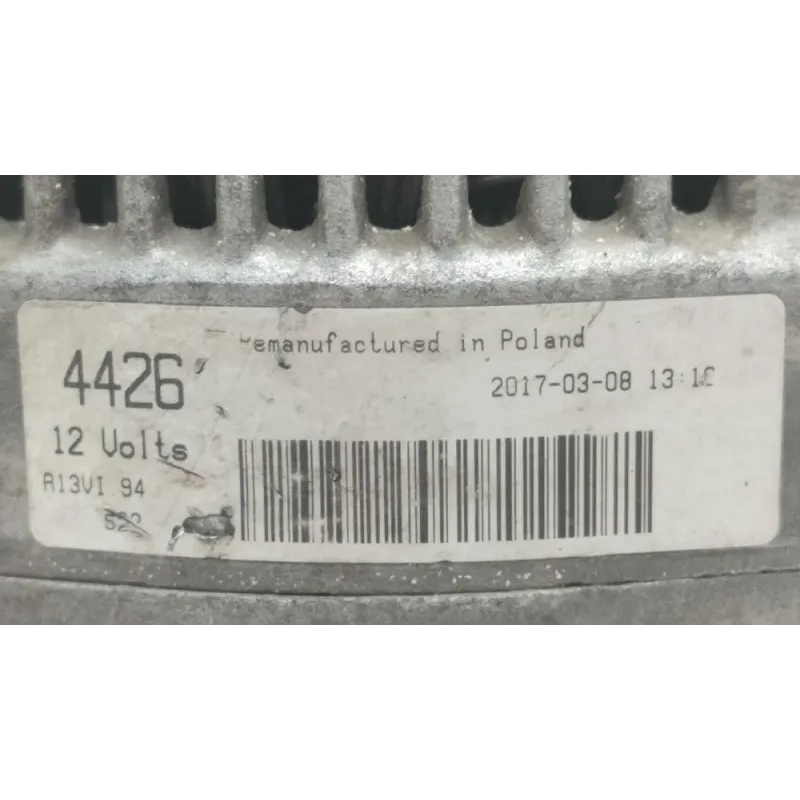 Remanufactured in Poland
4426
2017-03-08
12 Volts
A13VI 94